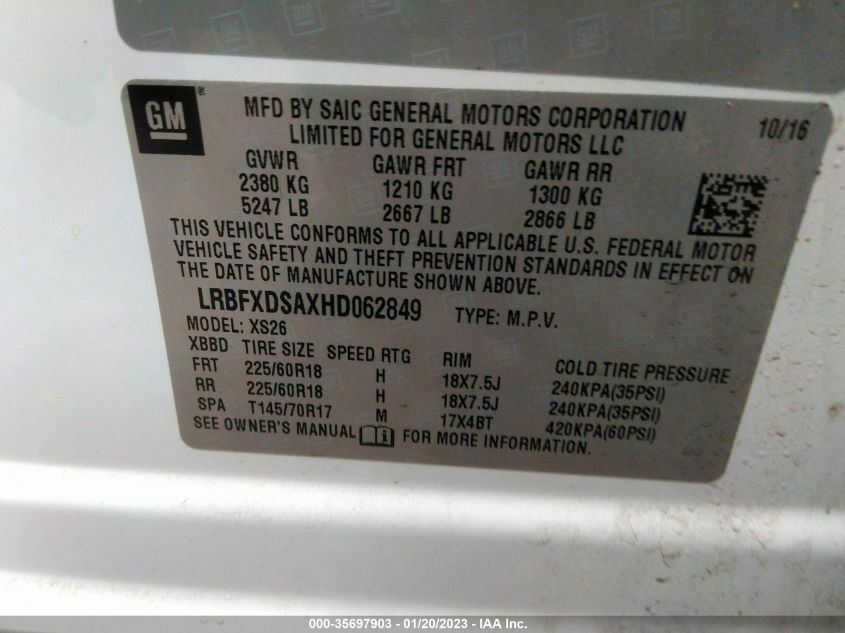 GM ® MFD BY SAIC GENERAL MOTORS CORPORATION 10/16
LIMITED FOR GENERAL MOTORS LLC
GVWR GAWR FRT GAWR RR
2380 KG 1210 KG 1300 KG
5247 LB 2667 LB 2866 LB
THIS VEHICLE CONFORMS TO ALL APPLICABLE U.S. FEDERAL MOTOR
VEHICLE SAFETY AND THEFT PREVENTION STANDARDS IN EFFECT ON
THE DATE OF MANUFACTURE SHOWN ABOVE.
LRBFXDSAXHD062849 TYPE: M.P.V.
MODEL: XS26
XBBD TIRE SIZE SPEED RTG RIM COLD TIRE PRESSURE
FRT 225/60R18 H 18X7.5J 240KPA(35PSI)
RR 225/60R18 H 18X7.5J 240KPA(35PSI)
SPA T145/70R17 M 17X4BT 420KPA(60PSI)
SEE OWNER'S MANUAL i FOR MORE INFORMATION.
000-35697903 - 01/20/2023 - IAA Inc.